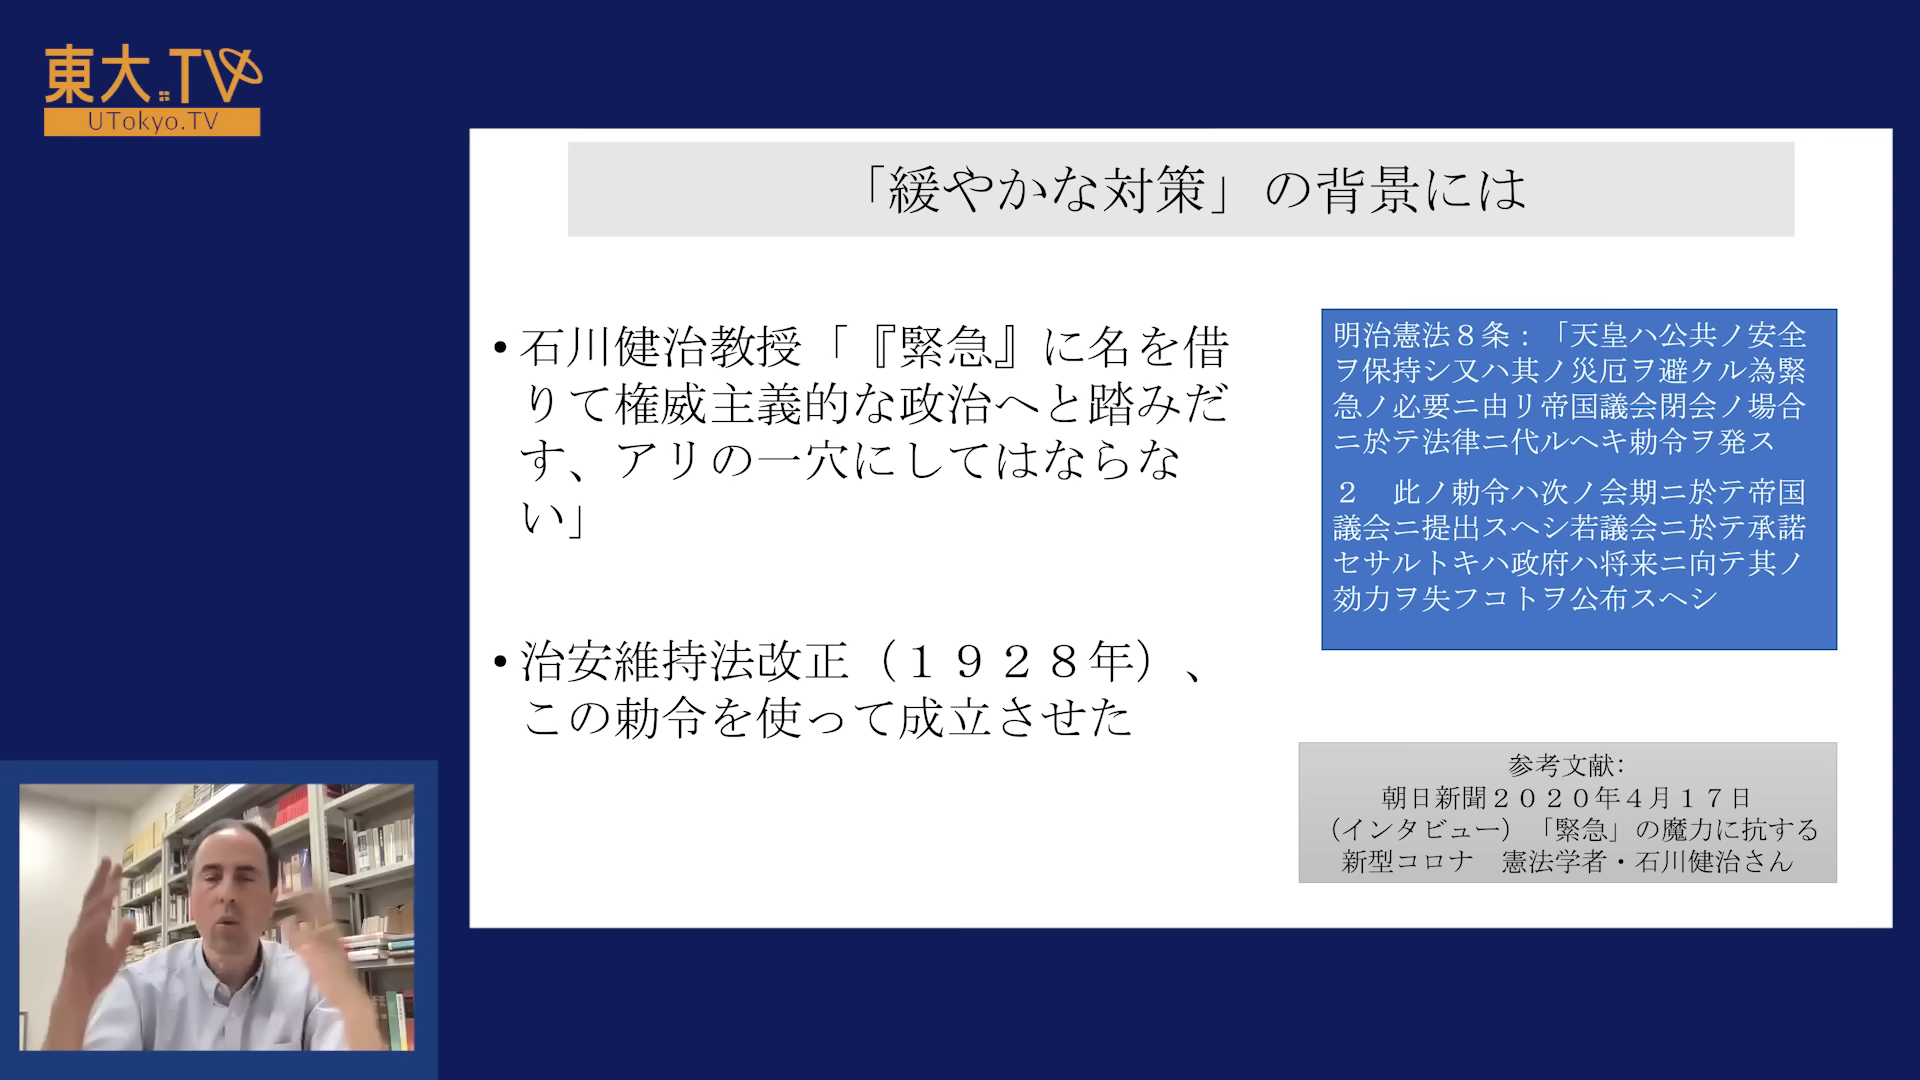 東大TV
UTokyo.TV
「緩やかな対策」の背景には
• 石川健治教授「『緊急』に名を借
りて権威主義的な政治へと踏みだ
す、アリの一穴にしてはならな
い」
• 治安維持法改正（１９２８年）、
この勅令を使って成立させた
明治憲法８条：「天皇ハ公共ノ安全
ヲ保持シ又ハ其ノ災厄ヲ避クル為緊
急ノ必要ニ由リ帝国議会閉会ノ場合
ニ於テ法律ニ代ルヘキ勅令ヲ発ス
２　此ノ勅令ハ次ノ会期ニ於テ帝国
議会ニ提出スヘシ若議会ニ於テ承諾
セサルトキハ政府ハ将来ニ向テ其ノ
効力ヲ失フコトヲ公布スヘシ
参考文献:
朝日新聞２０２０年４月１７日
（インタビュー）「緊急」の魔力に抗する
新型コロナ　憲法学者・石川健治さん